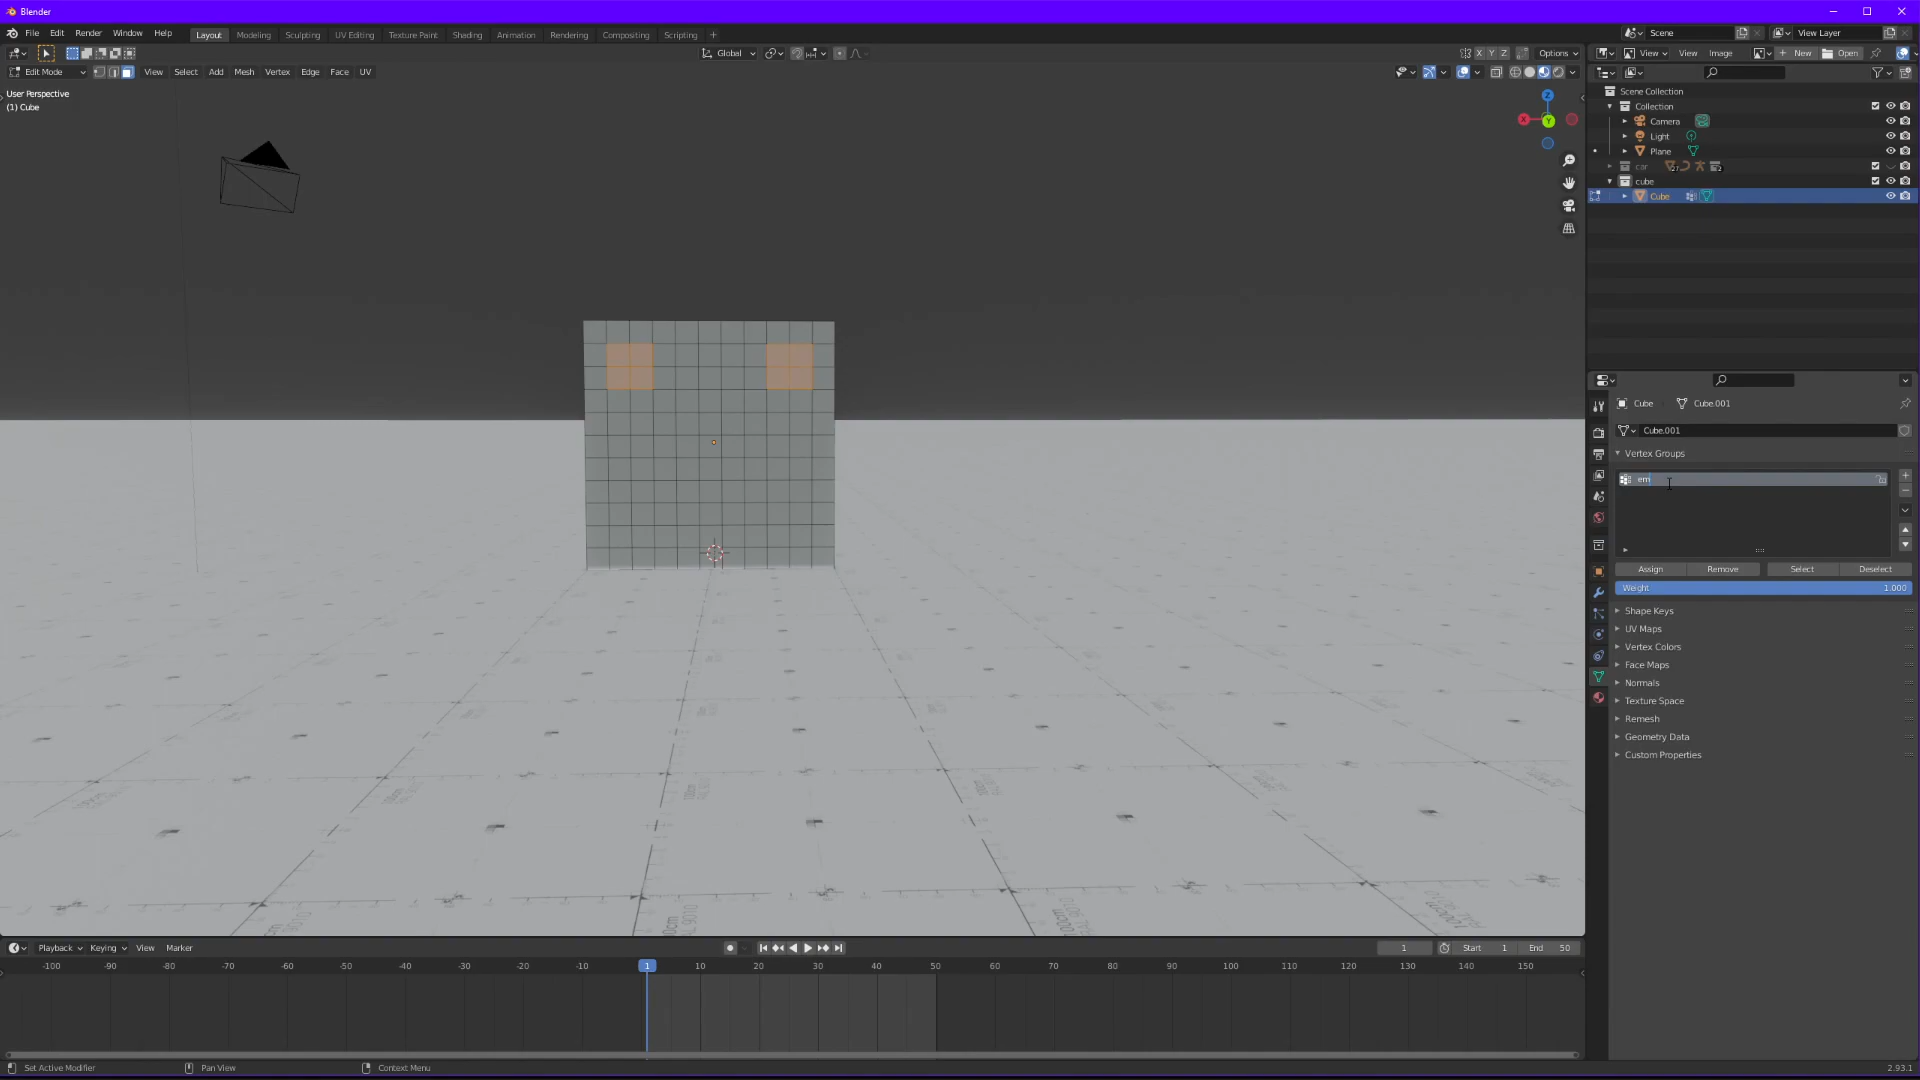 Blender
File Edit Render Window Help Layout Modeling Sculpting UV Editing Texture Paint Shading Animation Rendering Compositing Scripting + Scene View Layer
Global X Y Z Options View View Image + New Open
Edit Mode View Select Add Mesh Vertex Edge Face UV
User Perspective
(1) Cube
Z
X
Y
Scene Collection
Collection
Camera
Light
Plane
car
cube
Cube
Cube Cube.001
Cube.001
Vertex Groups
em
Assign Remove Select Deselect
Weight 1.000
Shape Keys
UV Maps
Vertex Colors
Face Maps
Normals
Texture Space
Remesh
Geometry Data
Custom Properties
Playback Keying View Marker 1 Start 1 End 50
-100 -90 -80 -70 -60 -50 -40 -30 -20 -10 1 10 20 30 40 50 60 70 80 90 100 110 120 130 140 150
Set Active Modifier Pan View Context Menu 2.93.1